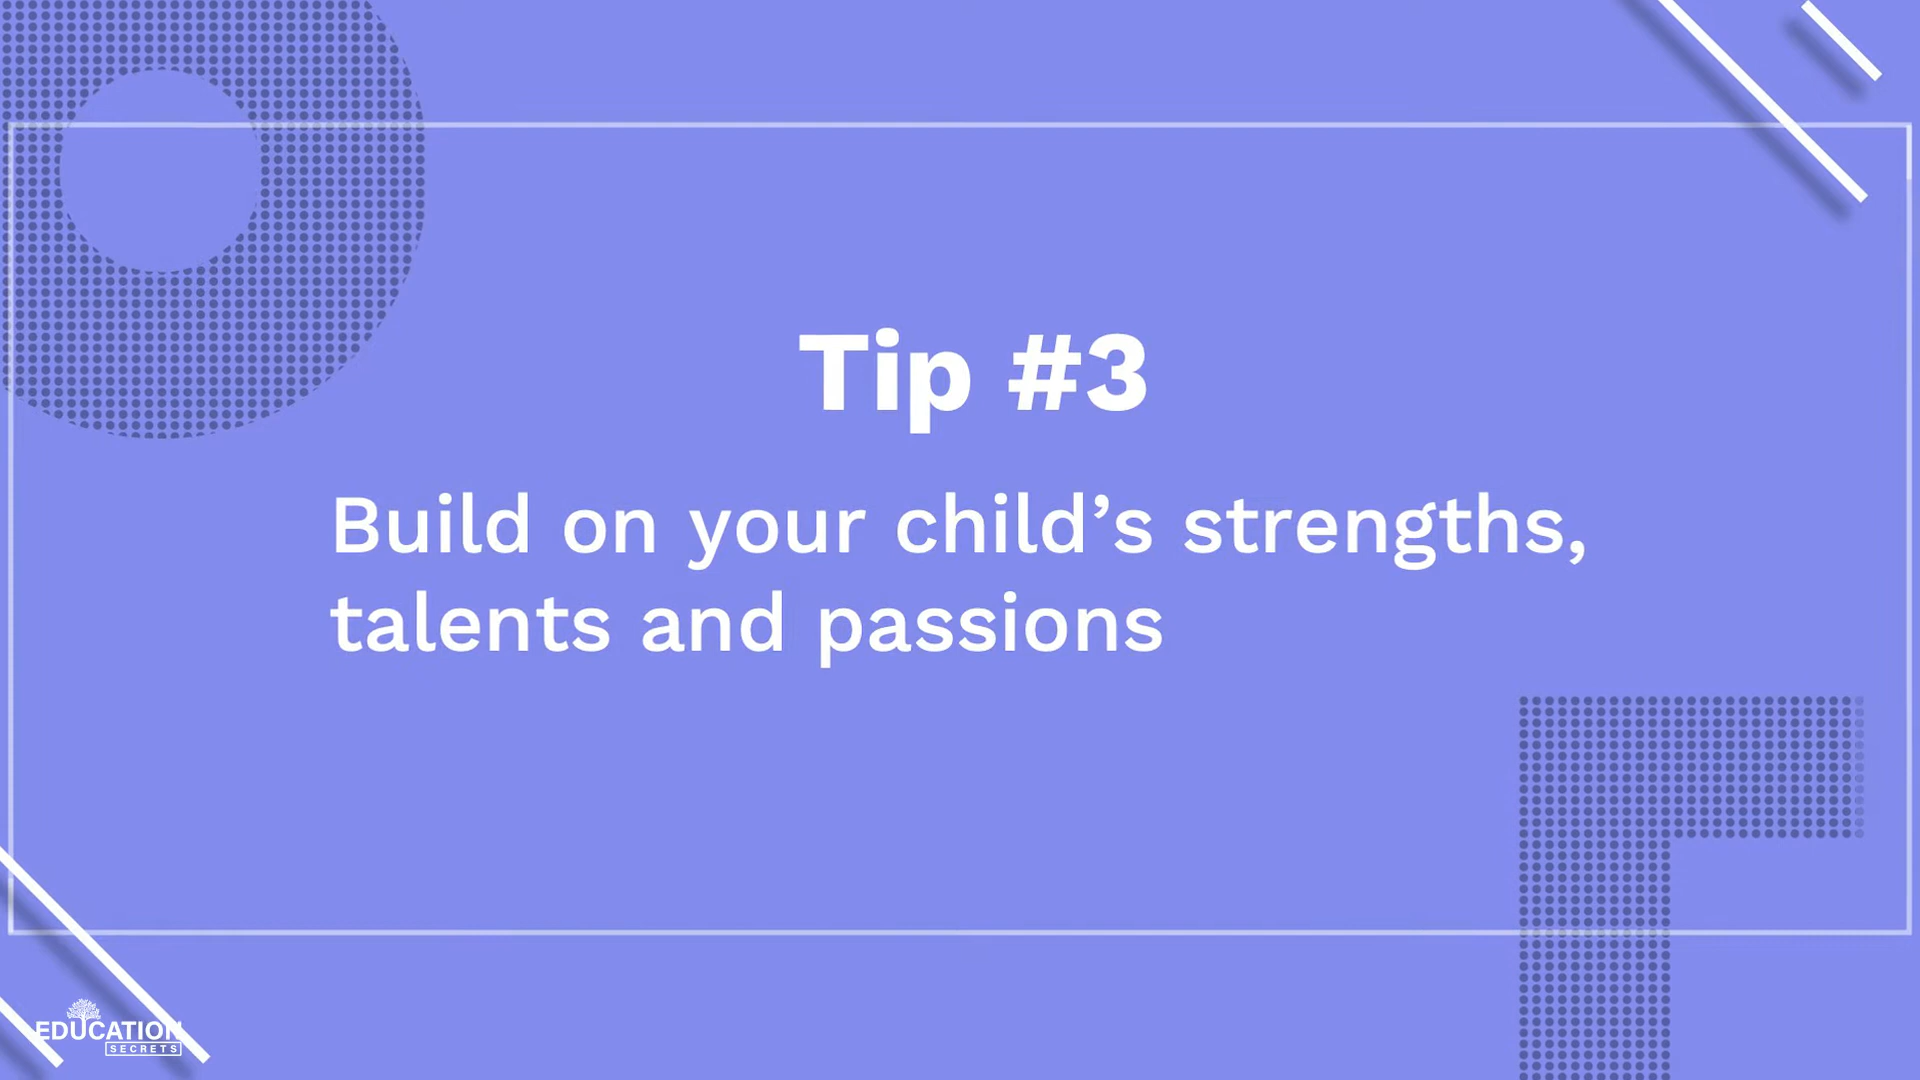 Tip #3
Build on your child’s strengths,
talents and passions
EDUCATION
SECRETS